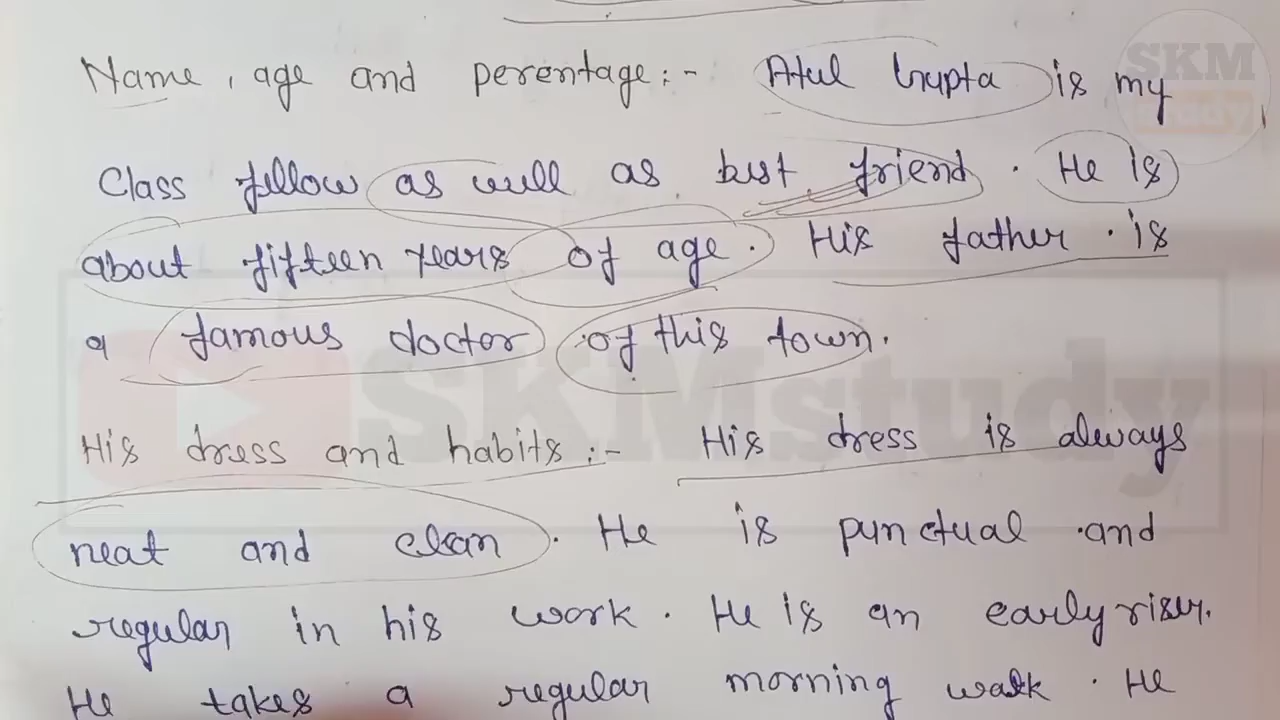 Name, age and perentage:- Atul Gupta is my
Class fellow as well as best friend. He is
about fifteen years of age. His father is
a famous doctor of this town.
His dress and habits:- His dress is always
neat and clean. He is punctual and
regular in his work. He is an early riser.
He takes a regular morning walk. He
SKM
study
SKMstudy